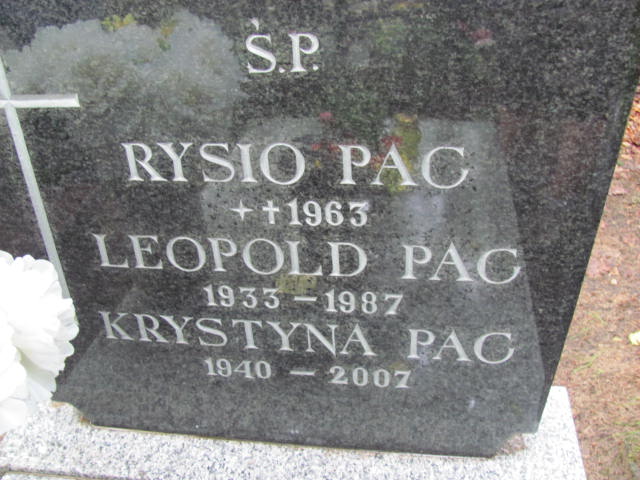 Ś.P.
RYSIO PAC
✦ ✝ 1963
LEOPOLD PAC
1933 – 1987
KRYSTYNA PAC
1940 – 2007